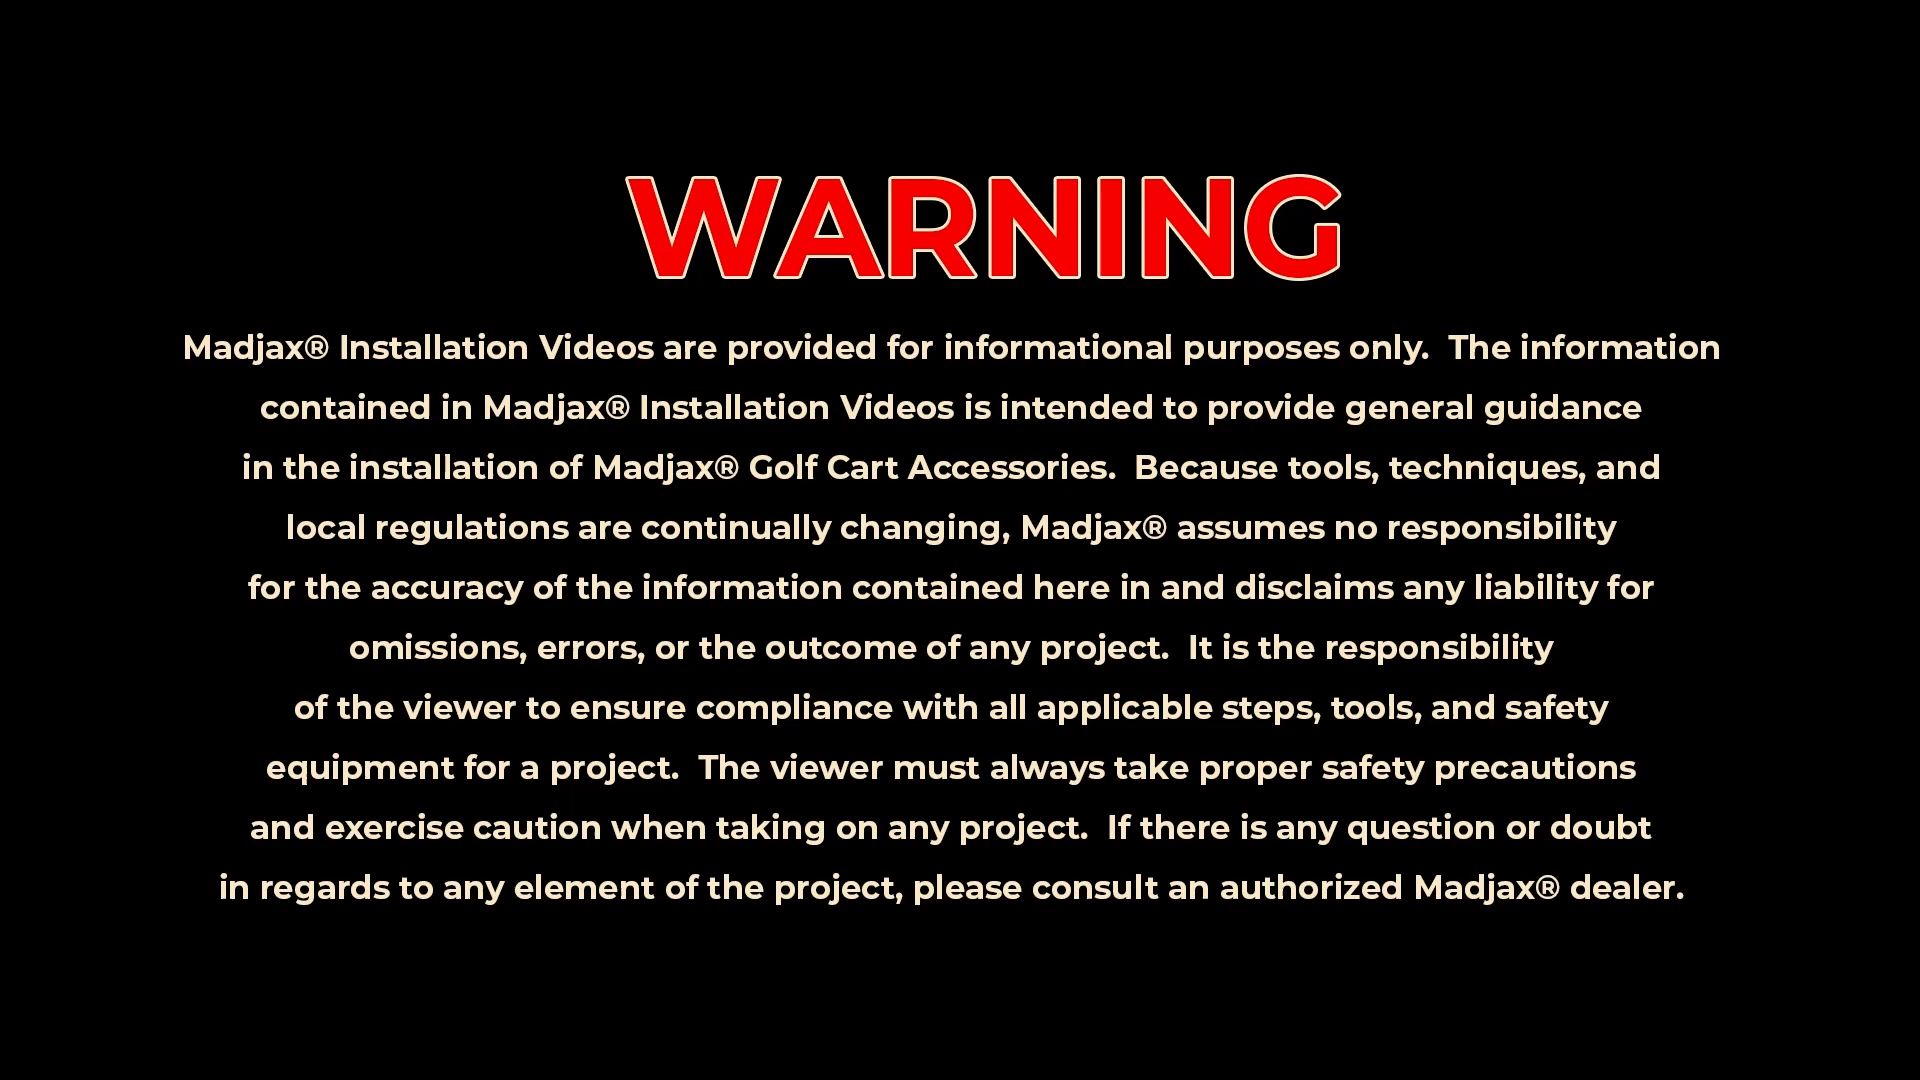 WARNING
Madjax® Installation Videos are provided for informational purposes only.  The information
contained in Madjax® Installation Videos is intended to provide general guidance
in the installation of Madjax® Golf Cart Accessories.  Because tools, techniques, and
local regulations are continually changing, Madjax® assumes no responsibility
for the accuracy of the information contained here in and disclaims any liability for
omissions, errors, or the outcome of any project.  It is the responsibility
of the viewer to ensure compliance with all applicable steps, tools, and safety
equipment for a project.  The viewer must always take proper safety precautions
and exercise caution when taking on any project.  If there is any question or doubt
in regards to any element of the project, please consult an authorized Madjax® dealer.